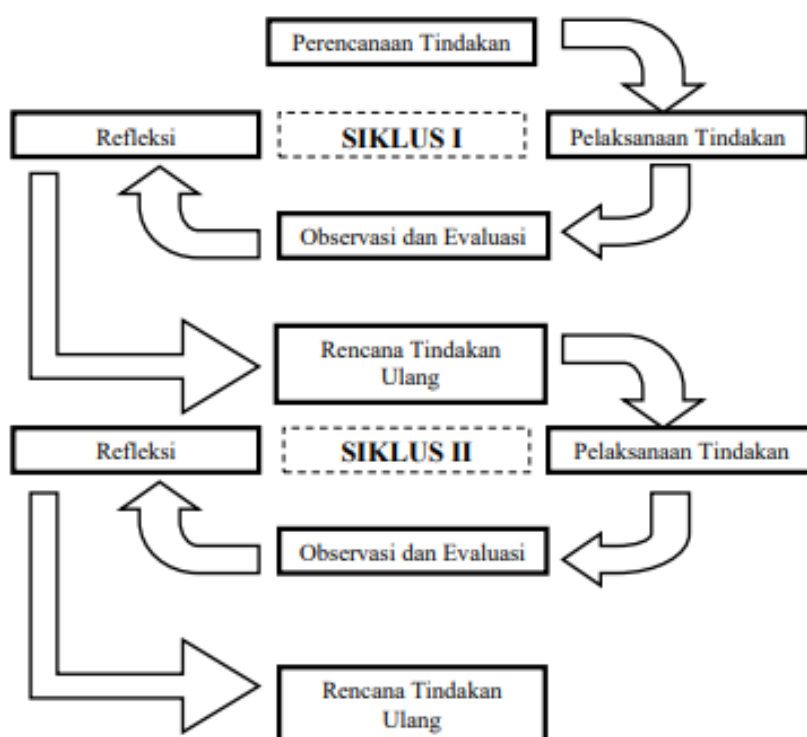 Perencanaan Tindakan
Refleksi
SIKLUS I
Pelaksanaan Tindakan
Observasi dan Evaluasi
Rencana Tindakan
Ulang
Refleksi
SIKLUS II
Pelaksanaan Tindakan
Observasi dan Evaluasi
Rencana Tindakan
Ulang